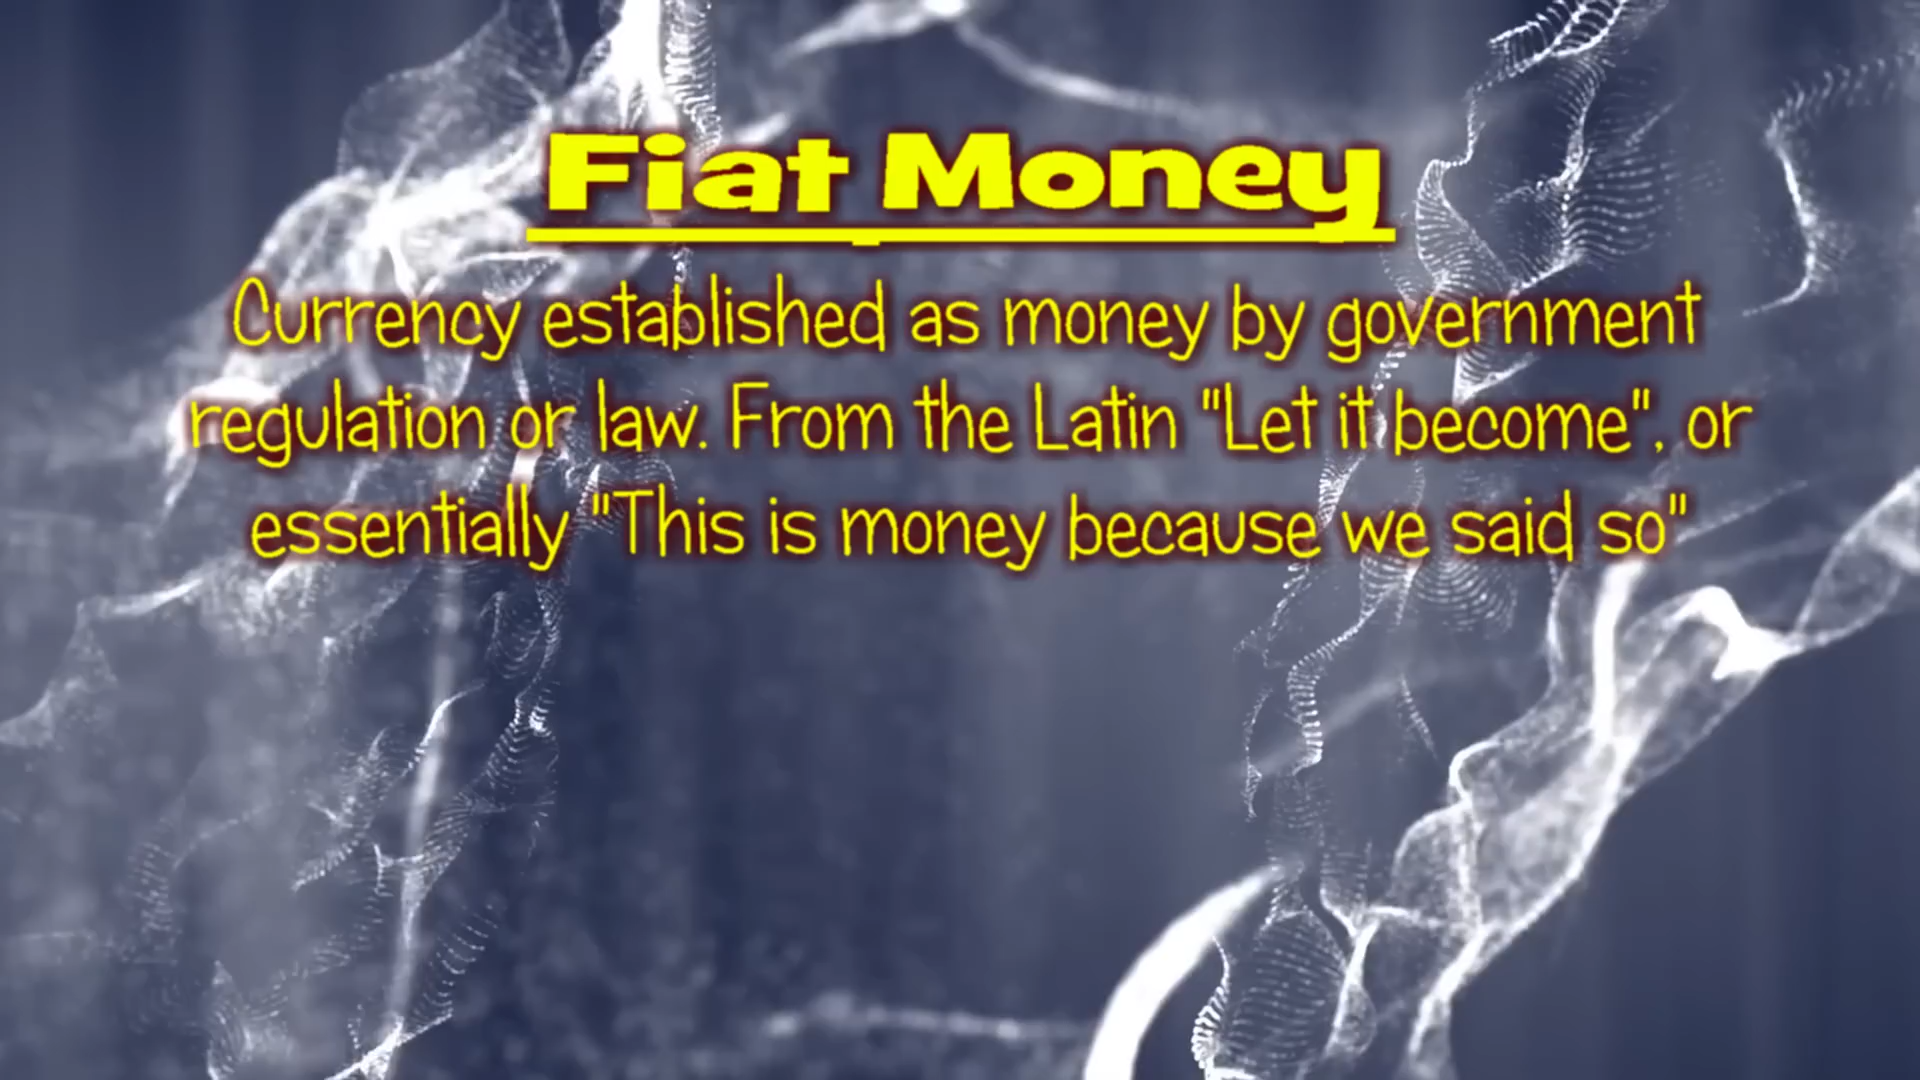 Fiat Money
Currency established as money by government
regulation or law. From the Latin "Let it become", or
essentially "This is money because we said so"